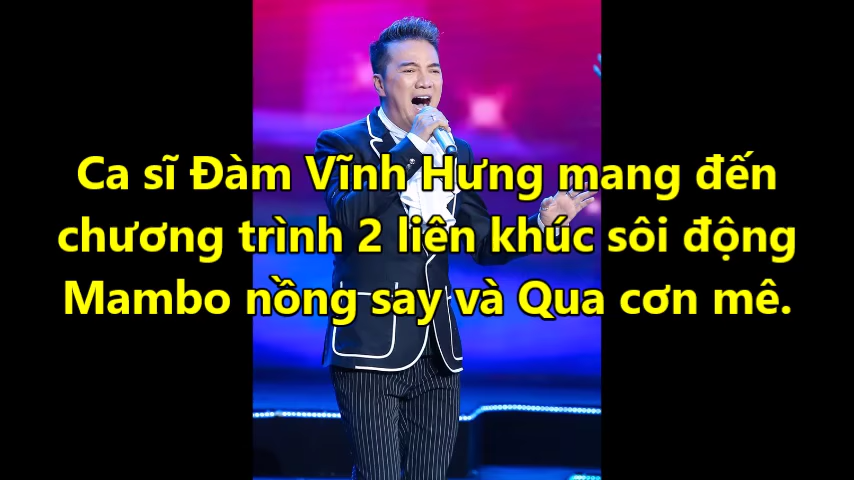 Ca sĩ Đàm Vĩnh Hưng mang đến
chương trình 2 liên khúc sôi động
Mambo nồng say và Qua cơn mê.